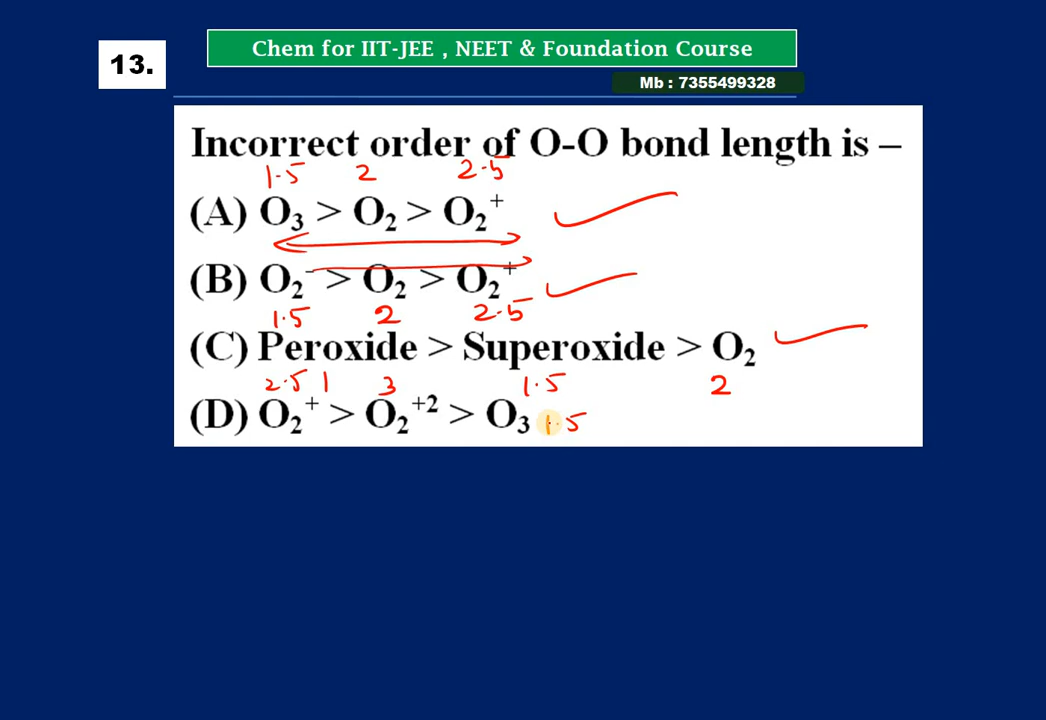 13.
Chem for IIT-JEE , NEET & Foundation Course
Mb : 7355499328
Incorrect order of O-O bond length is –
1.5 2 2.5
(A) O₃ > O₂ > O₂⁺
(B) O₂⁻ > O₂ > O₂⁺
1.5 2 2.5
(C) Peroxide > Superoxide > O₂
2.5 1 3 1.5 2
(D) O₂⁺ > O₂⁺² > O₃ 1.5